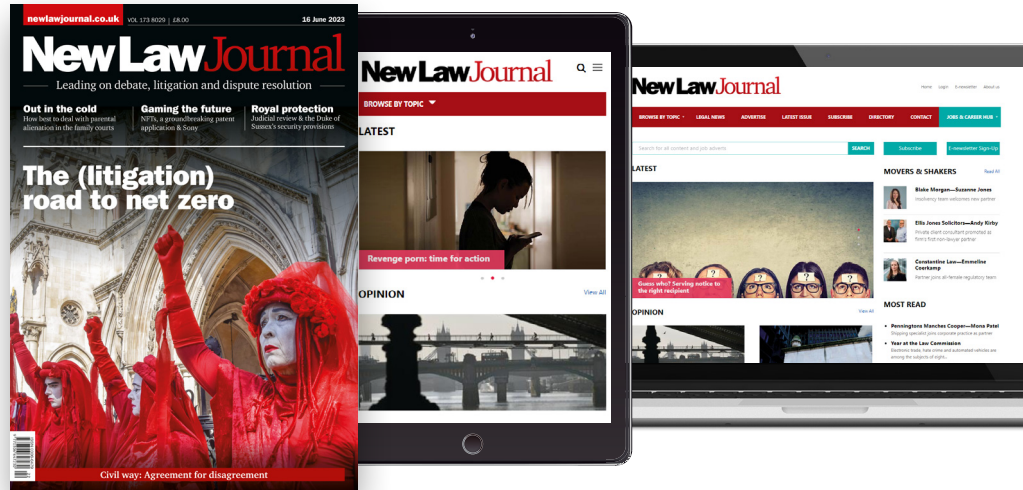 newlawjournal.co.uk
VOL 173 8029 | £8.00
16 June 2023
New Law Journal
Leading on debate, litigation and dispute resolution
Out in the cold
How best to deal with parental
alienation in the family courts
Gaming the future
NFTs, a groundbreaking patent
application & Sony
Royal protection
Judicial review & the Duke of
Sussex's security provisions
The (litigation)
road to net zero
Civil way: Agreement for disagreement
New Law Journal
BROWSE BY TOPIC
LATEST
Revenge porn: time for action
OPINION
View All
New Law Journal
Home Login E-newsletter About us
BROWSE BY TOPIC LEGAL NEWS ADVERTISE LATEST ISSUE SUBSCRIBE DIRECTORY CONTACT JOBS & CAREER HUB
Search for all content and job adverts
SEARCH
Subscribe
E-newsletter Sign-Up
LATEST
? ? ? ? ?
Guess who? Serving notice to
the right recipient
OPINION
View All
MOVERS & SHAKERS
Read All
Blake Morgan—Suzanne Jones
Insolvency team welcomes new partner
Ellis Jones Solicitors—Andy Kirby
Private client consultant promoted as
firm's first non-lawyer partner
Constantine Law—Emmeline
Coerkamp
Partner joins all-female regulatory team
MOST READ
Penningtons Manches Cooper—Mona Patel
Shipping specialist joins corporate practice as partner
Year at the Law Commission
Electronic trade, hate crime and automated vehicles are
among the subjects of eight...